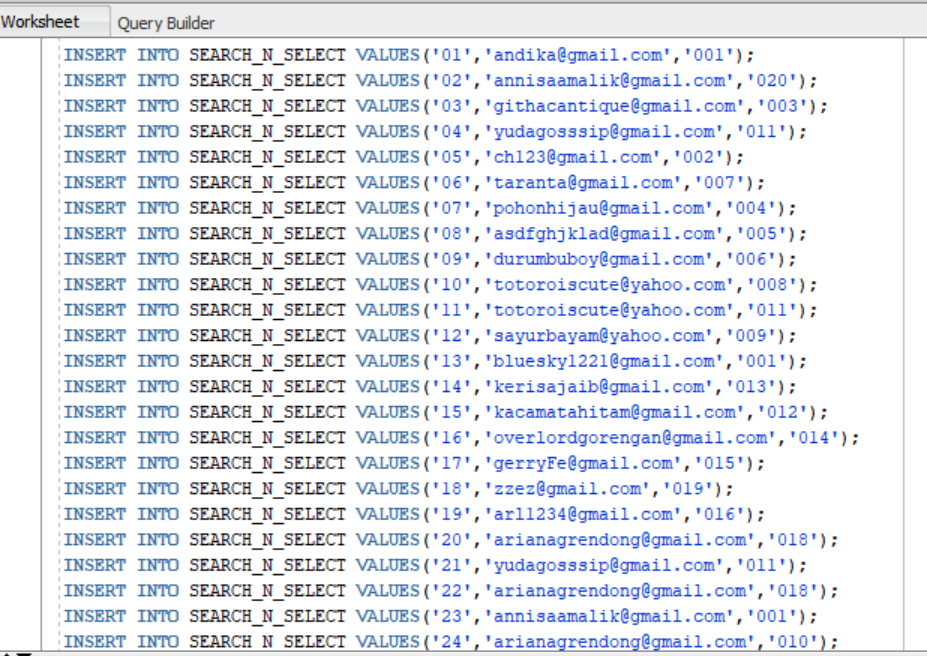 Worksheet Query Builder
INSERT INTO SEARCH_N_SELECT VALUES('01','andika@gmail.com','001');
INSERT INTO SEARCH_N_SELECT VALUES('02','annisaamalik@gmail.com','020');
INSERT INTO SEARCH_N_SELECT VALUES('03','githacantique@gmail.com','003');
INSERT INTO SEARCH_N_SELECT VALUES('04','yudagosssip@gmail.com','011');
INSERT INTO SEARCH_N_SELECT VALUES('05','ch123@gmail.com','002');
INSERT INTO SEARCH_N_SELECT VALUES('06','taranta@gmail.com','007');
INSERT INTO SEARCH_N_SELECT VALUES('07','pohonhijau@gmail.com','004');
INSERT INTO SEARCH_N_SELECT VALUES('08','asdfghjklad@gmail.com','005');
INSERT INTO SEARCH_N_SELECT VALUES('09','durumbuboy@gmail.com','006');
INSERT INTO SEARCH_N_SELECT VALUES('10','totoroiscute@yahoo.com','008');
INSERT INTO SEARCH_N_SELECT VALUES('11','totoroiscute@yahoo.com','011');
INSERT INTO SEARCH_N_SELECT VALUES('12','sayurbayam@yahoo.com','009');
INSERT INTO SEARCH_N_SELECT VALUES('13','bluesky1221@gmail.com','001');
INSERT INTO SEARCH_N_SELECT VALUES('14','kerisajaib@gmail.com','013');
INSERT INTO SEARCH_N_SELECT VALUES('15','kacamatahitam@gmail.com','012');
INSERT INTO SEARCH_N_SELECT VALUES('16','overlordgorengan@gmail.com','014');
INSERT INTO SEARCH_N_SELECT VALUES('17','gerryFe@gmail.com','015');
INSERT INTO SEARCH_N_SELECT VALUES('18','zzez@gmail.com','019');
INSERT INTO SEARCH_N_SELECT VALUES('19','arl1234@gmail.com','016');
INSERT INTO SEARCH_N_SELECT VALUES('20','arianagrendong@gmail.com','018');
INSERT INTO SEARCH_N_SELECT VALUES('21','yudagosssip@gmail.com','011');
INSERT INTO SEARCH_N_SELECT VALUES('22','arianagrendong@gmail.com','018');
INSERT INTO SEARCH_N_SELECT VALUES('23','annisaamalik@gmail.com','001');
INSERT INTO SEARCH_N_SELECT VALUES('24','arianagrendong@gmail.com','010');